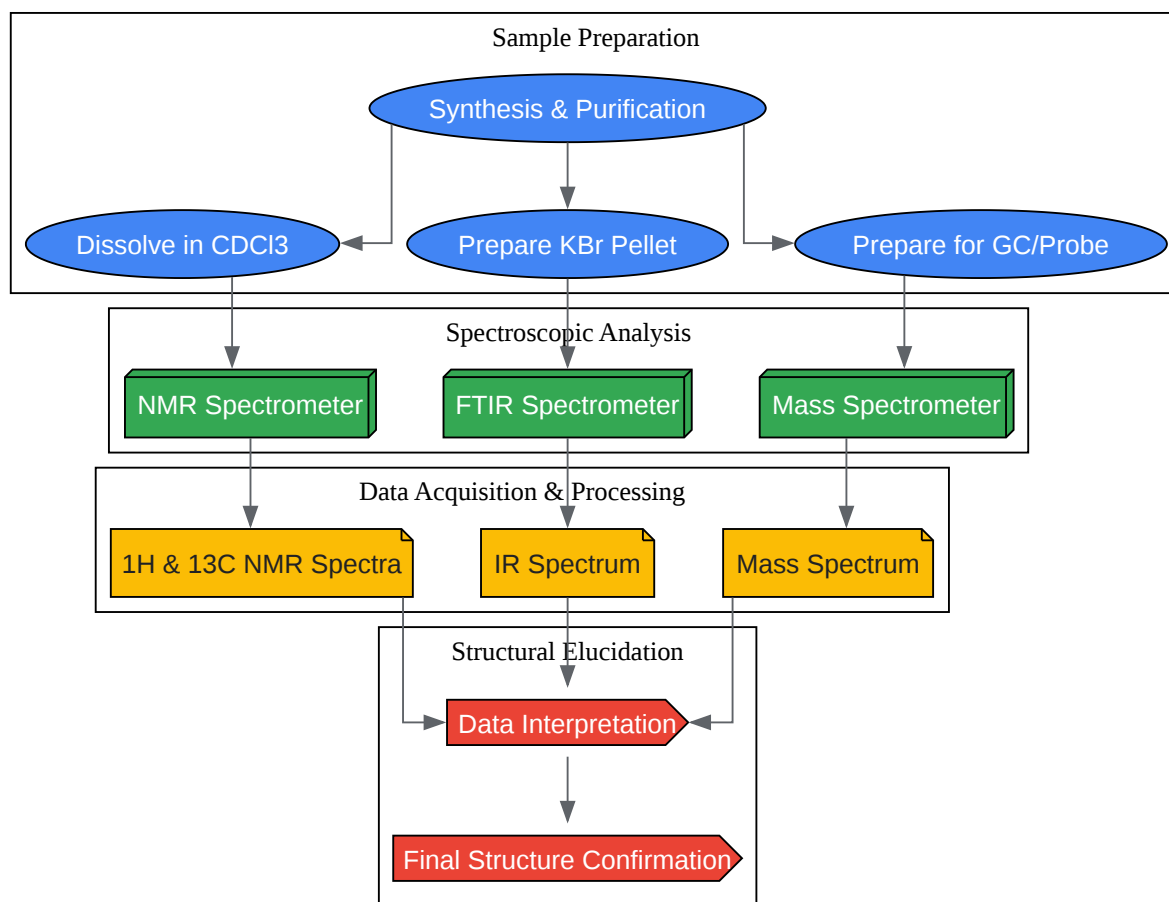 Sample Preparation
Synthesis & Purification
Dissolve in CDCl3
Prepare KBr Pellet
Prepare for GC/Probe
Spectroscopic Analysis
NMR Spectrometer
FTIR Spectrometer
Mass Spectrometer
Data Acquisition & Processing
1H & 13C NMR Spectra
IR Spectrum
Mass Spectrum
Structural Elucidation
Data Interpretation
Final Structure Confirmation